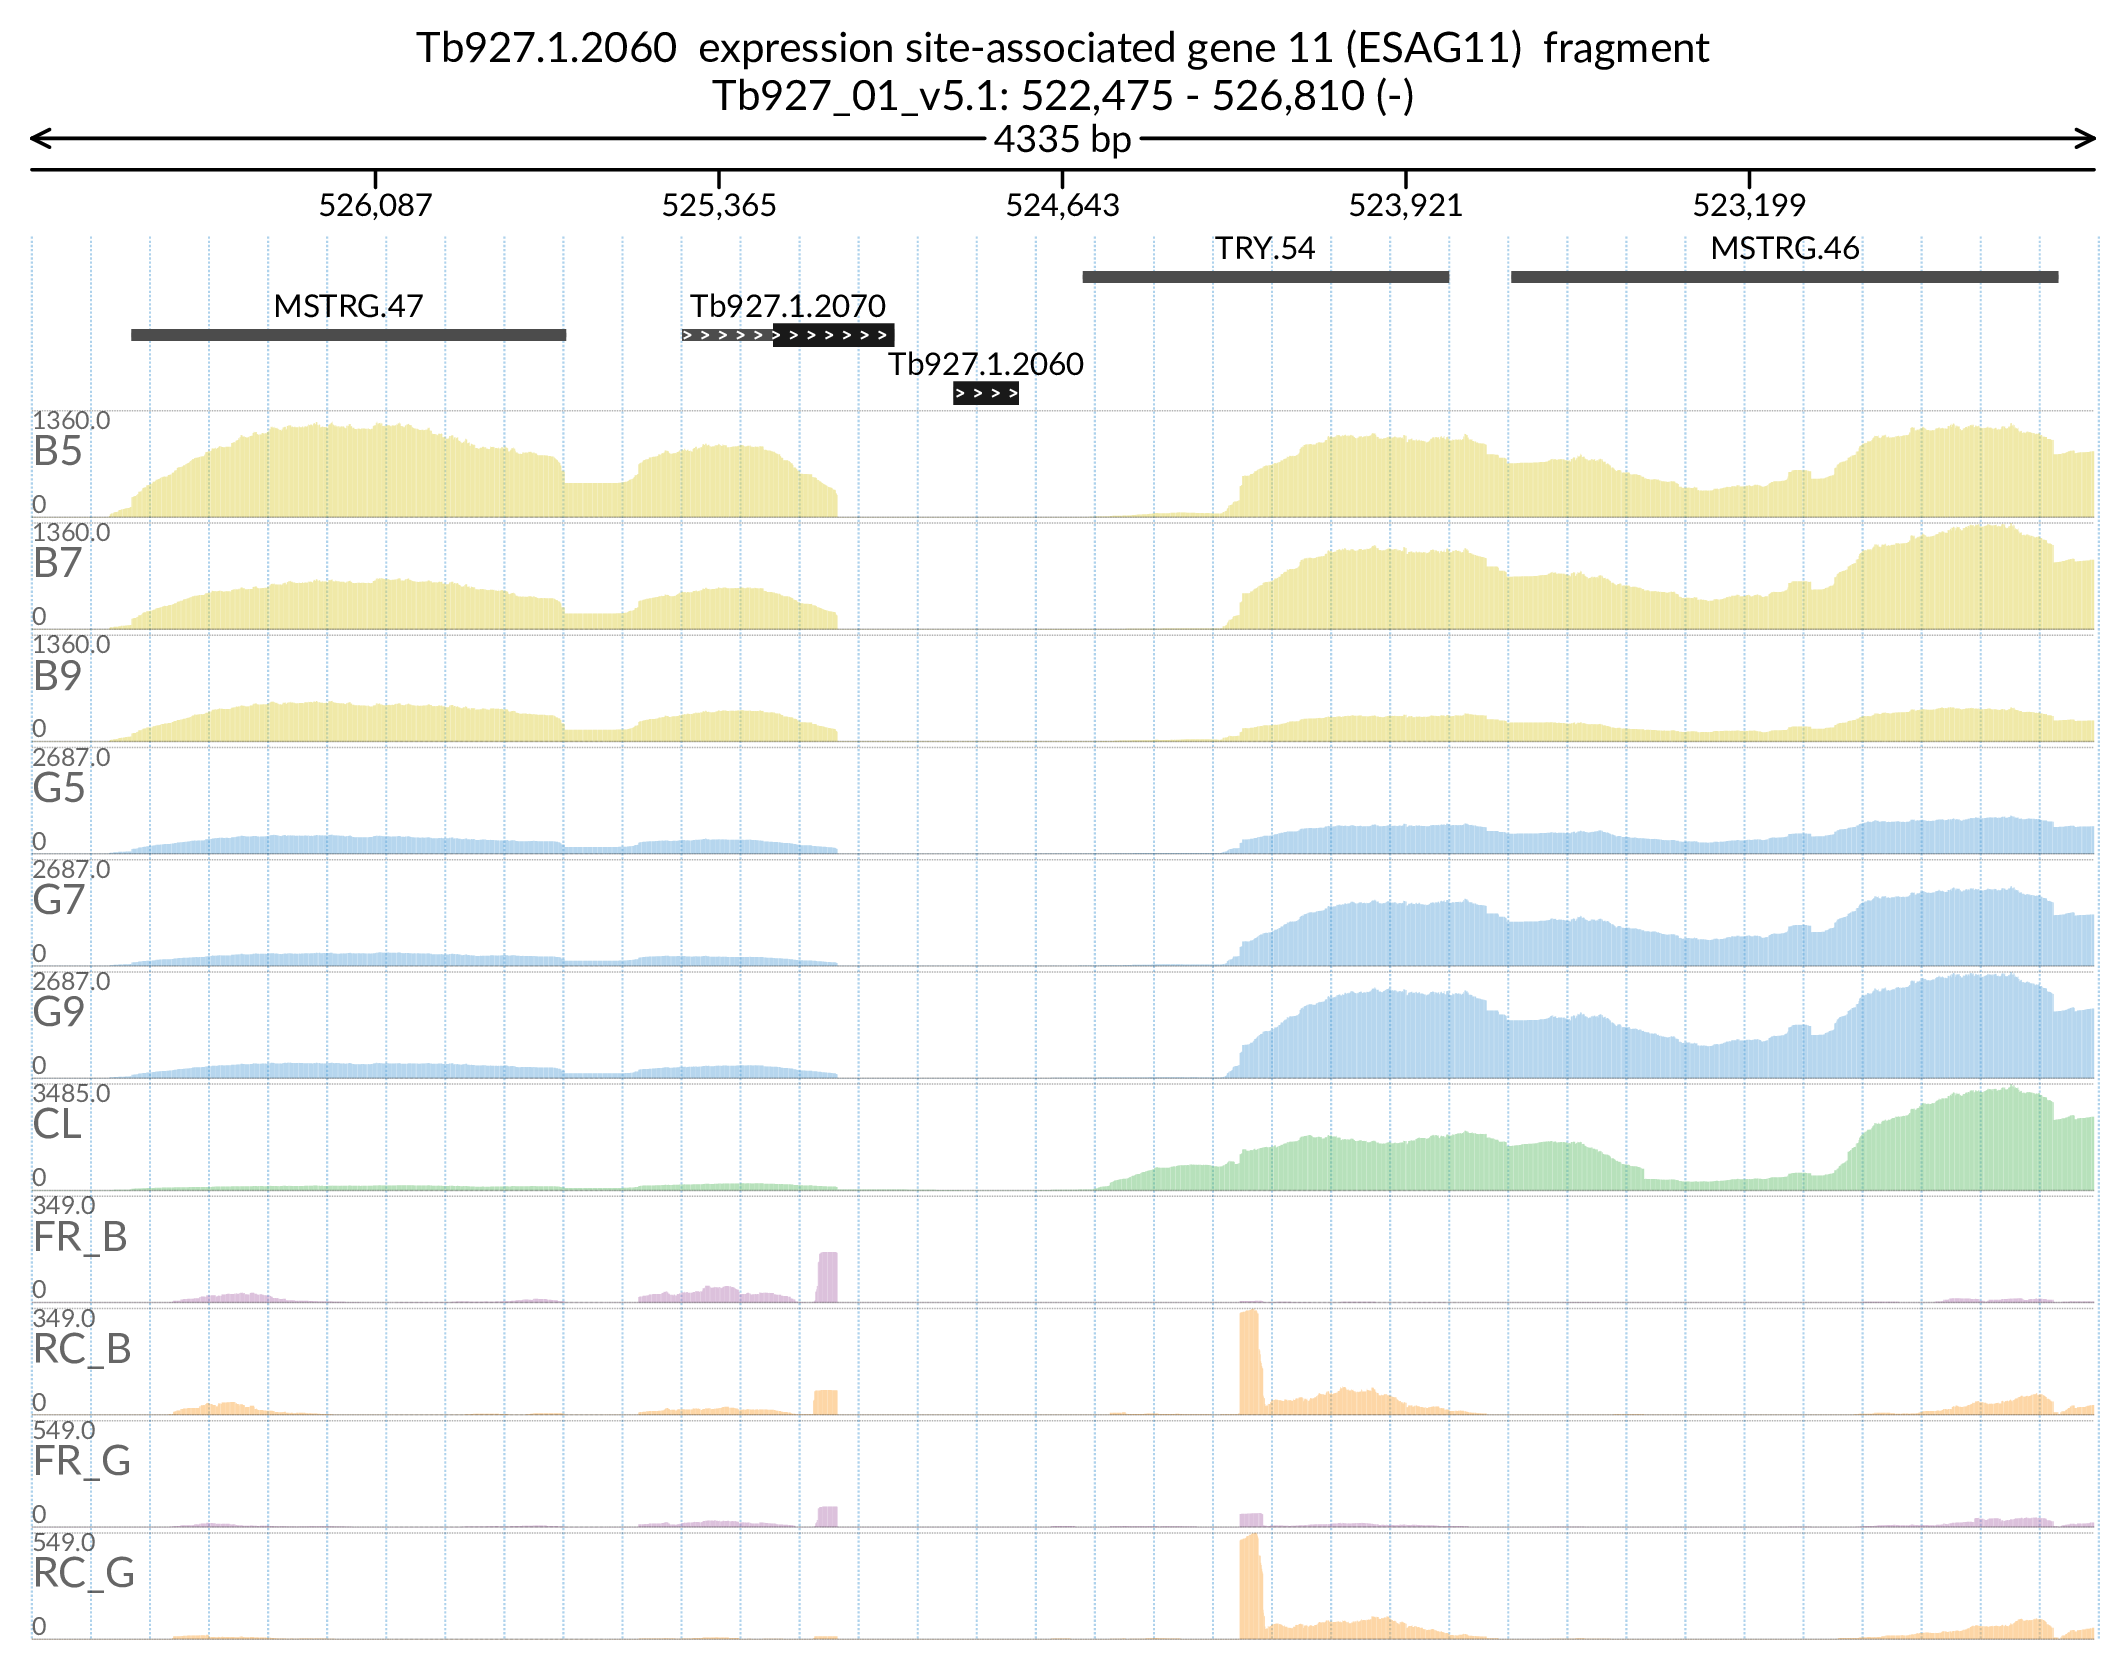 Tb927.1.2060  expression site-associated gene 11 (ESAG11)  fragment
Tb927_01_v5.1: 522,475 - 526,810 (-)
4335 bp
526,087 525,365 524,643 523,921 523,199
TRY.54 MSTRG.46
MSTRG.47 Tb927.1.2070
> > > > > > > > > > > >
Tb927.1.2060
> > > >
1360.0
B5
0
1360.0
B7
0
1360.0
B9
0
2687.0
G5
0
2687.0
G7
0
2687.0
G9
0
3485.0
CL
0
349.0
FR_B
0
349.0
RC_B
0
549.0
FR_G
0
549.0
RC_G
0